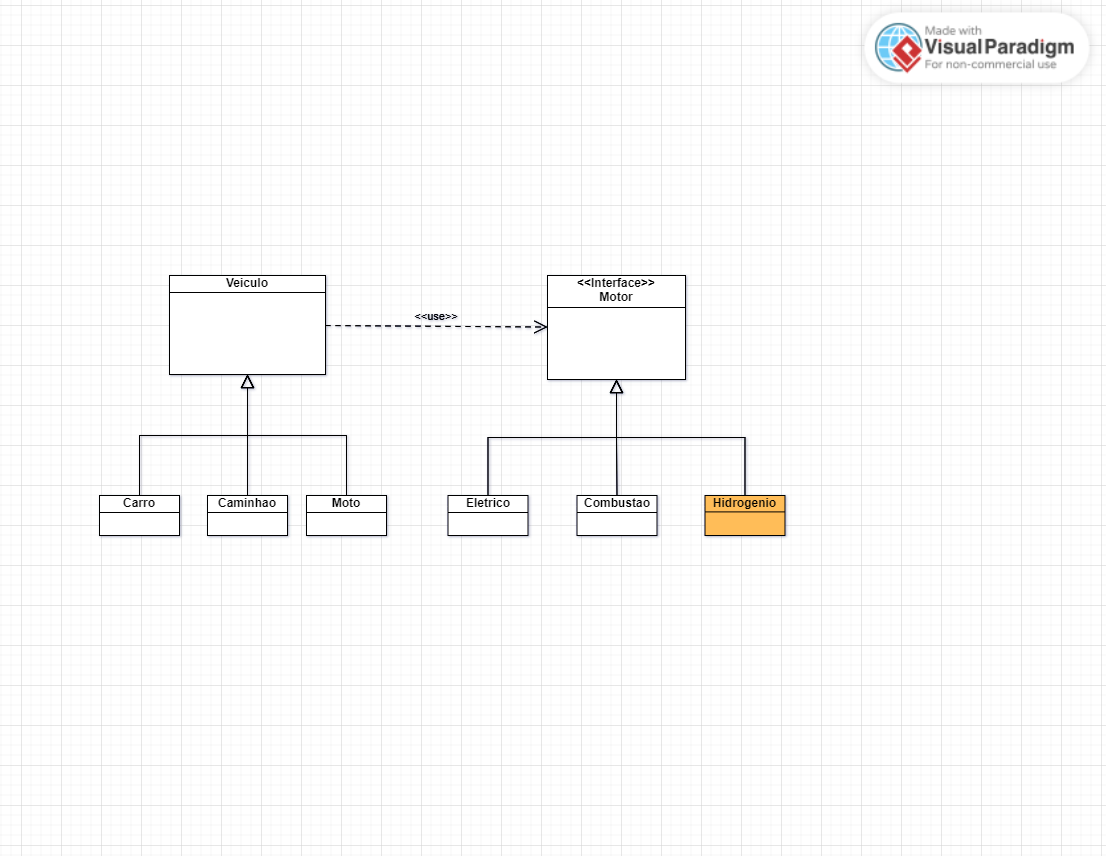 Made with
Visual Paradigm
For non-commercial use
Veiculo
<<use>>
<<Interface>>
Motor
Carro
Caminhao
Moto
Eletrico
Combustao
Hidrogenio